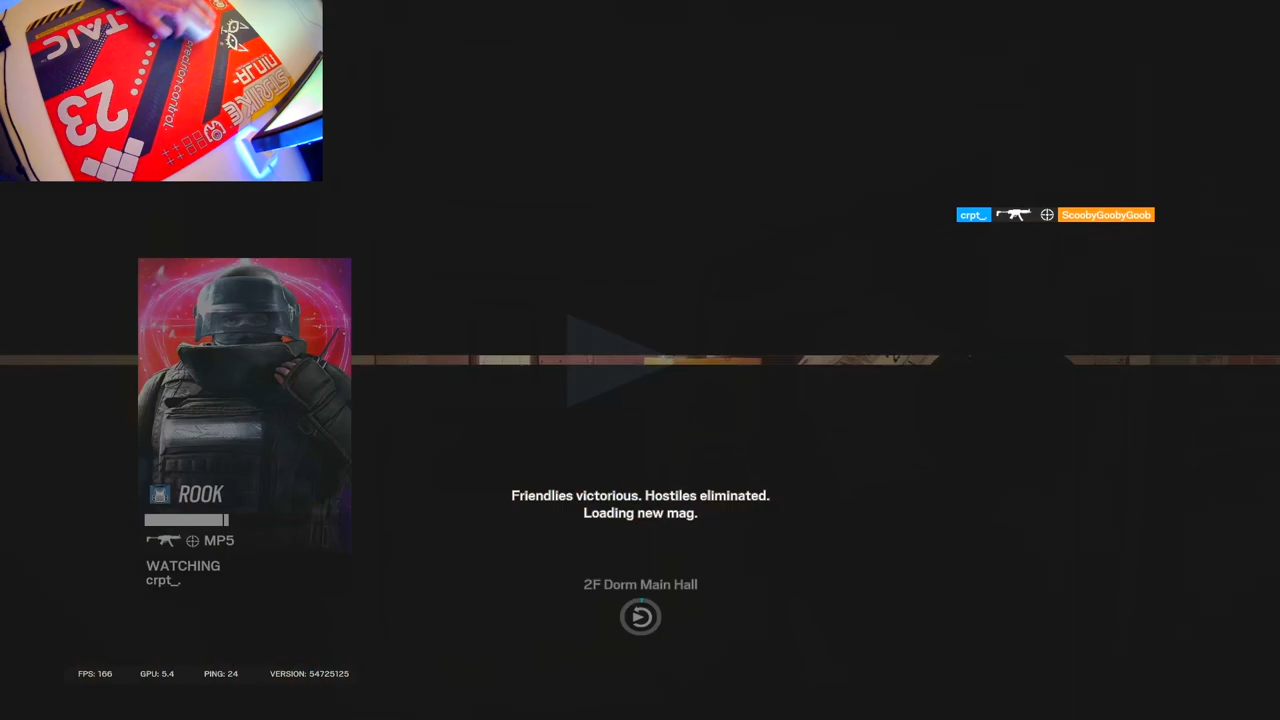 TAIC
23
precision:control.
NINJA-
STRIKE
crpt_. ScoobyGoobyGoob
ROOK
MP5
WATCHING
crpt_.
Friendlies victorious. Hostiles eliminated.
Loading new mag.
2F Dorm Main Hall
FPS: 166 GPU: 5.4 PING: 24 VERSION: 54725125